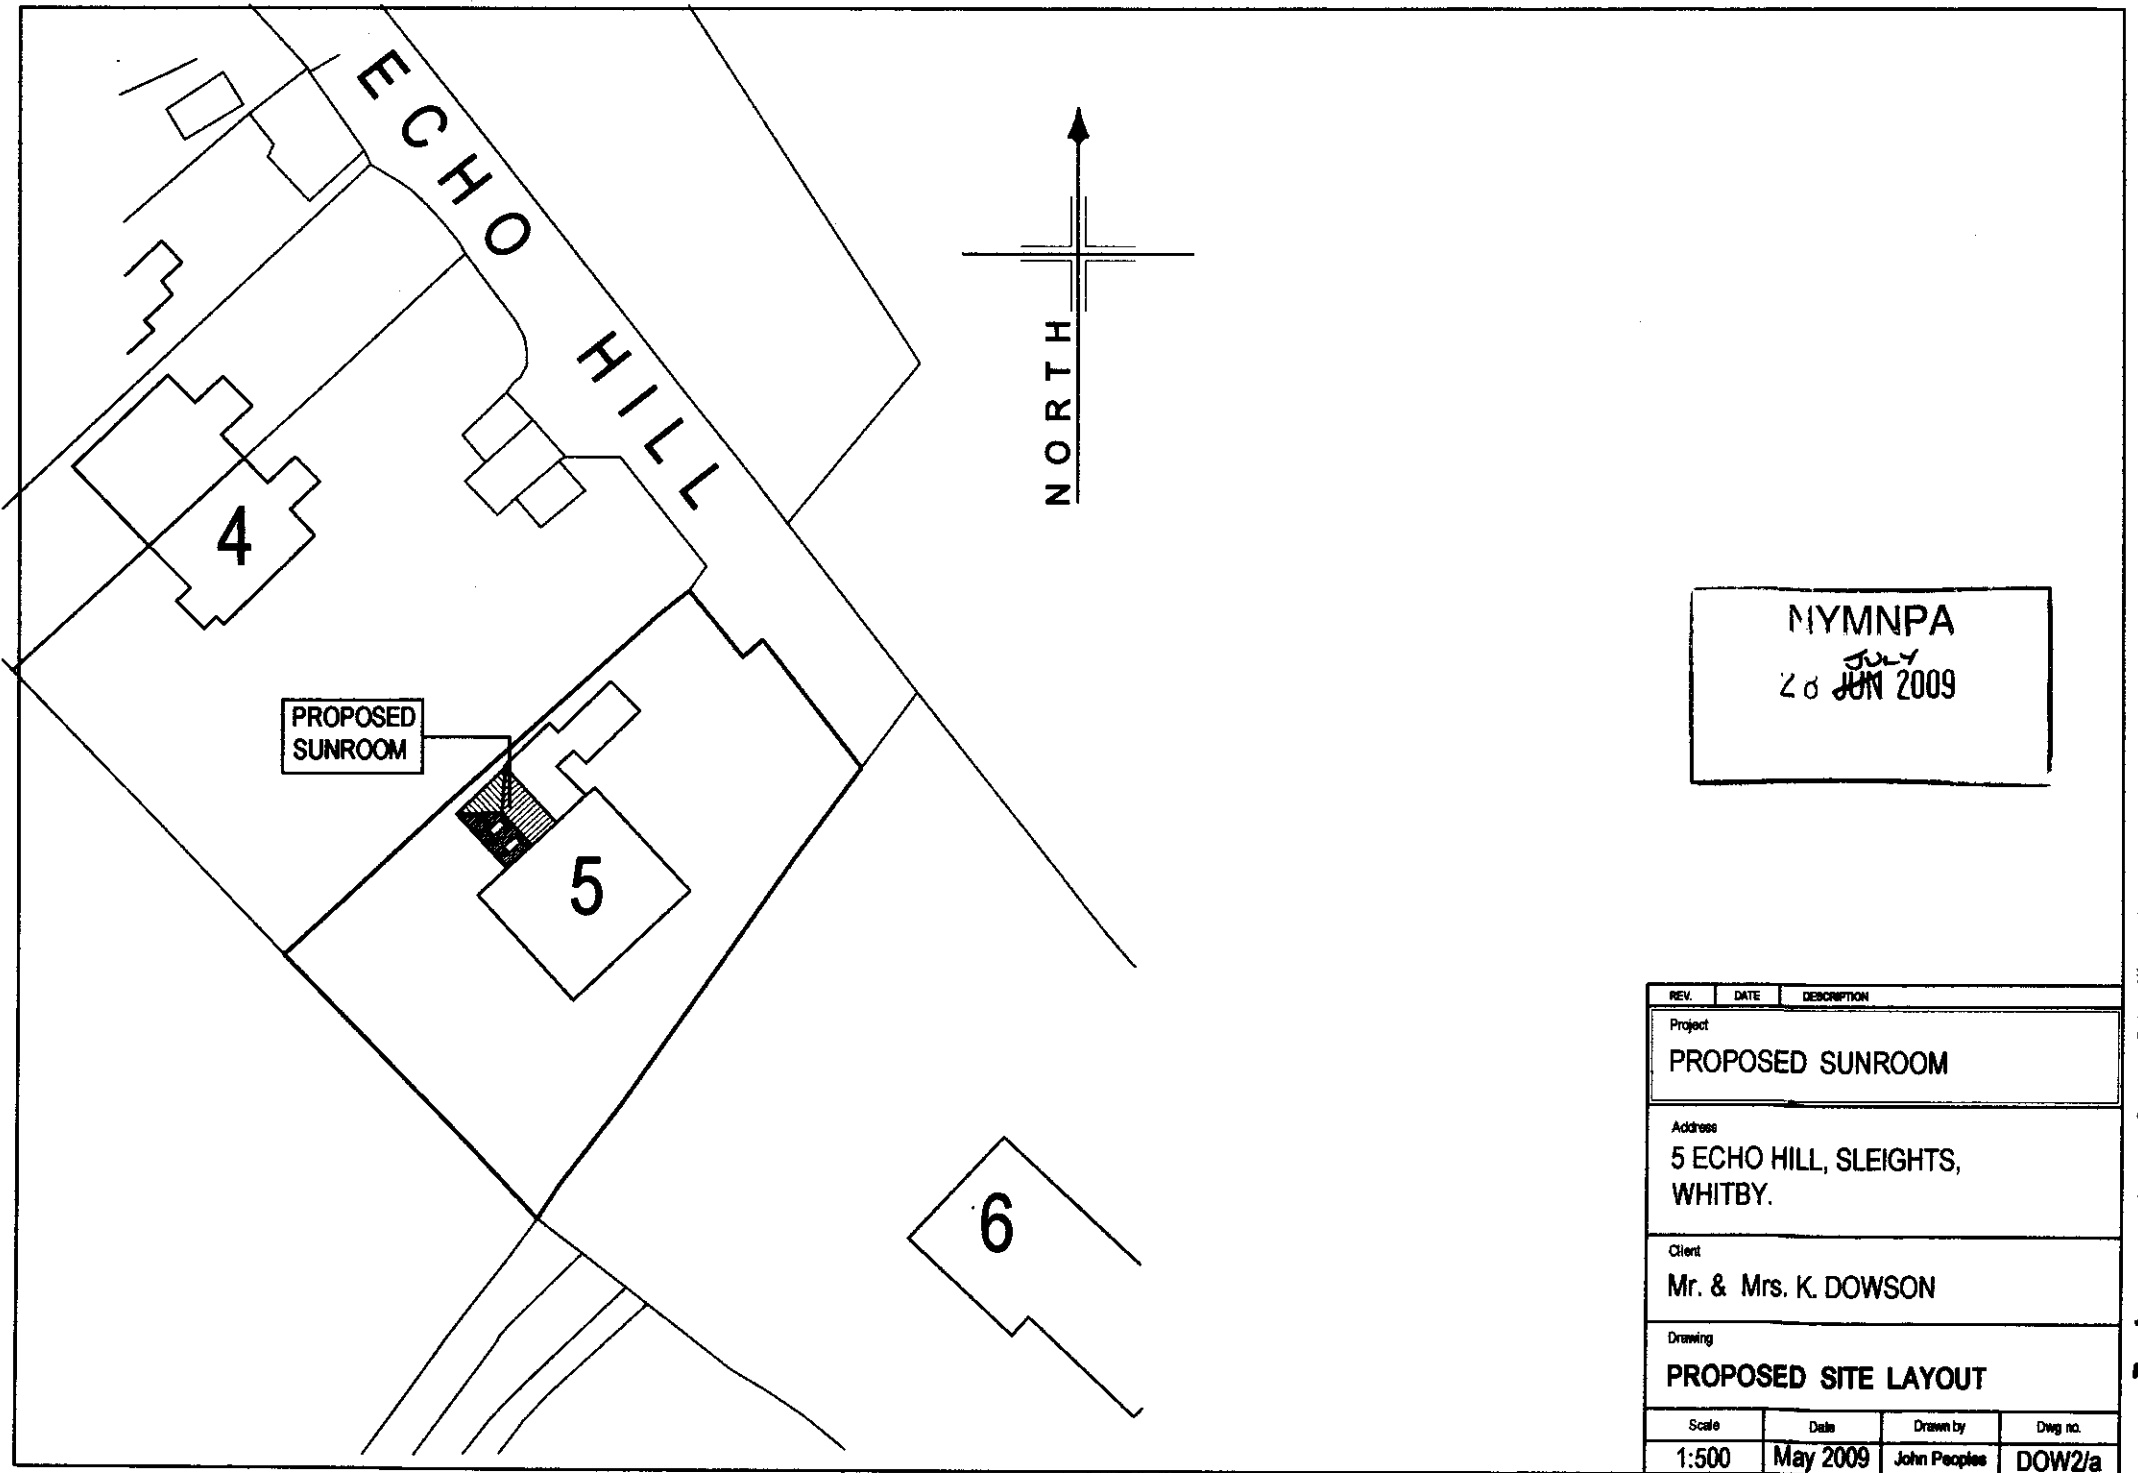 ECHO HILL
NORTH
4
PROPOSED
SUNROOM
5
6
NYMNPA
JULY
28 JUN 2009
REV. DATE DESCRIPTION
Project
PROPOSED SUNROOM
Address
5 ECHO HILL, SLEIGHTS,
WHITBY.
Client
Mr. & Mrs. K. DOWSON
Drawing
PROPOSED SITE LAYOUT
Scale Date Drawn by Dwg no.
1:500 May 2009 John Peoples DOW2/a